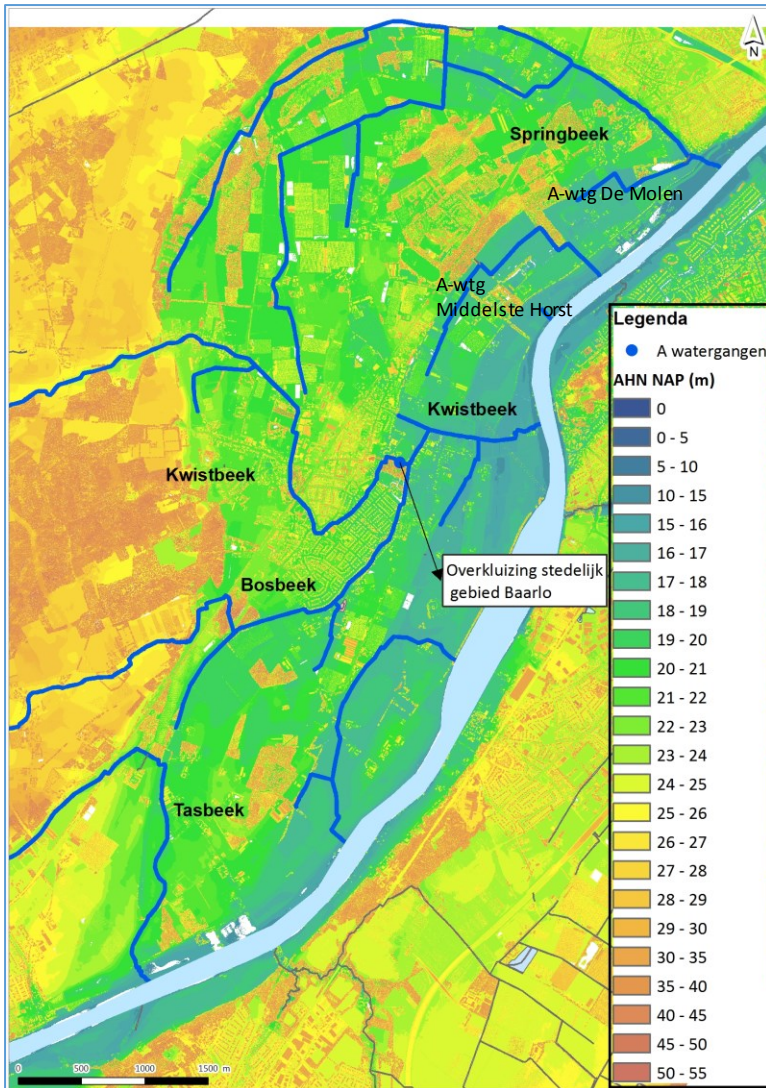 N
Springbeek
A-wtg De Molen
A-wtg
Middelste Horst
Kwistbeek
Kwistbeek
Overkluizing stedelijk
gebied Baarlo
Bosbeek
Tasbeek
Legenda
A watergangen
AHN NAP (m)
0
0 - 5
5 - 10
10 - 15
15 - 16
16 - 17
17 - 18
18 - 19
19 - 20
20 - 21
21 - 22
22 - 23
23 - 24
24 - 25
25 - 26
26 - 27
27 - 28
28 - 29
29 - 30
30 - 35
35 - 40
40 - 45
45 - 50
50 - 55
0 500 1000 1500 m